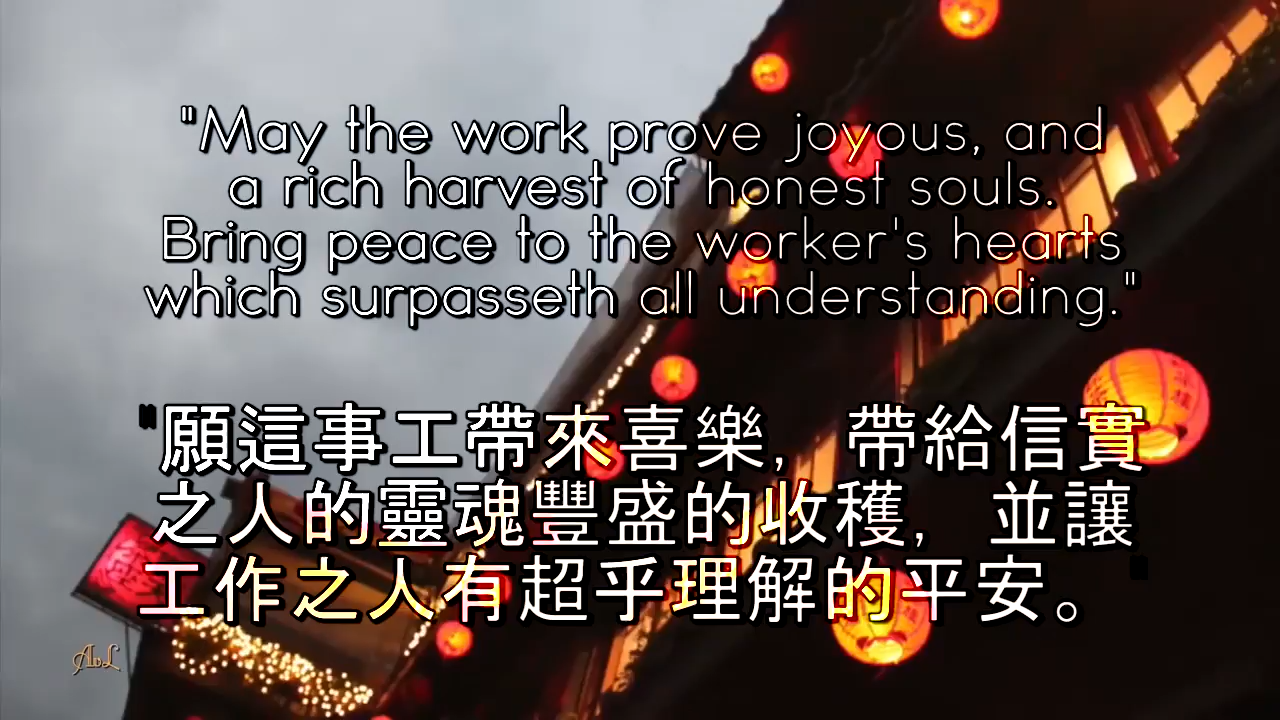 "May the work prove joyous, and
a rich harvest of honest souls.
Bring peace to the worker's hearts
which surpasseth all understanding."
"願這事工帶來喜樂，帶給信實
之人的靈魂豐盛的收穫，並讓
工作之人有超乎理解的平安。"